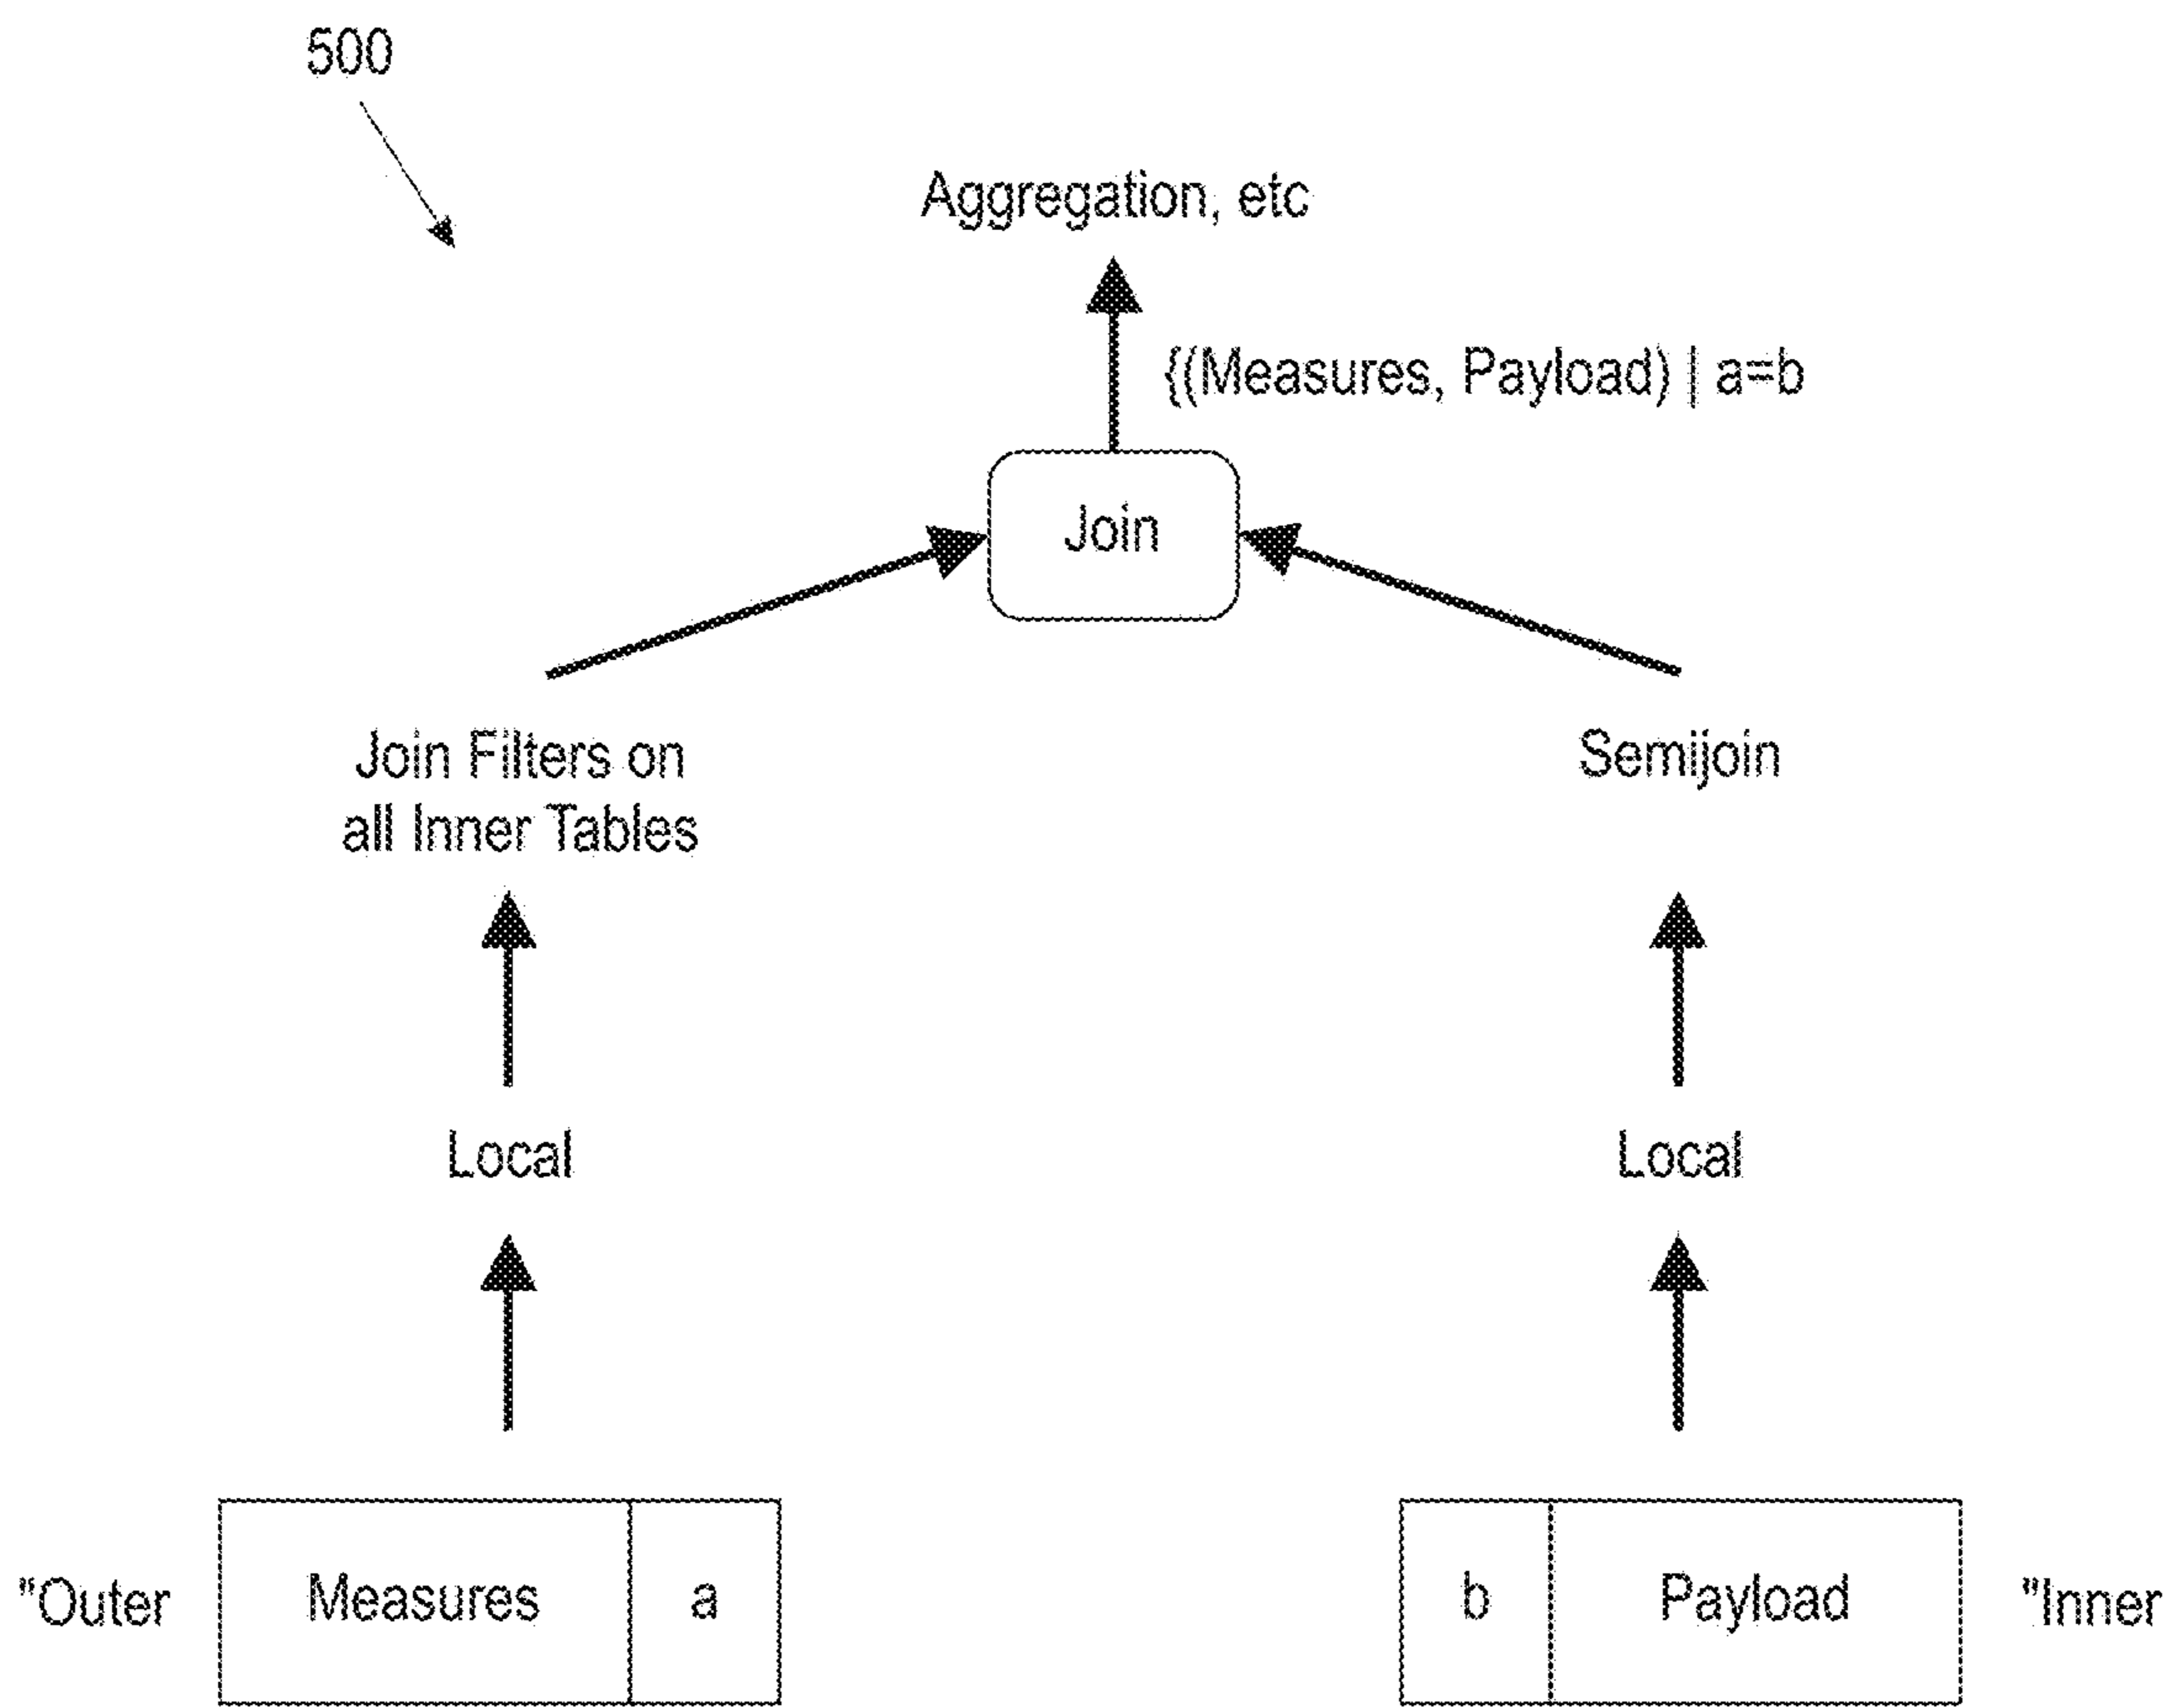 500
Aggregation, etc
{(Measures, Payload) | a=b
Join
Join Filters on
all Inner Tables
Semijoin
Local
Local
"Outer
Measures
a
b
Payload
"Inner